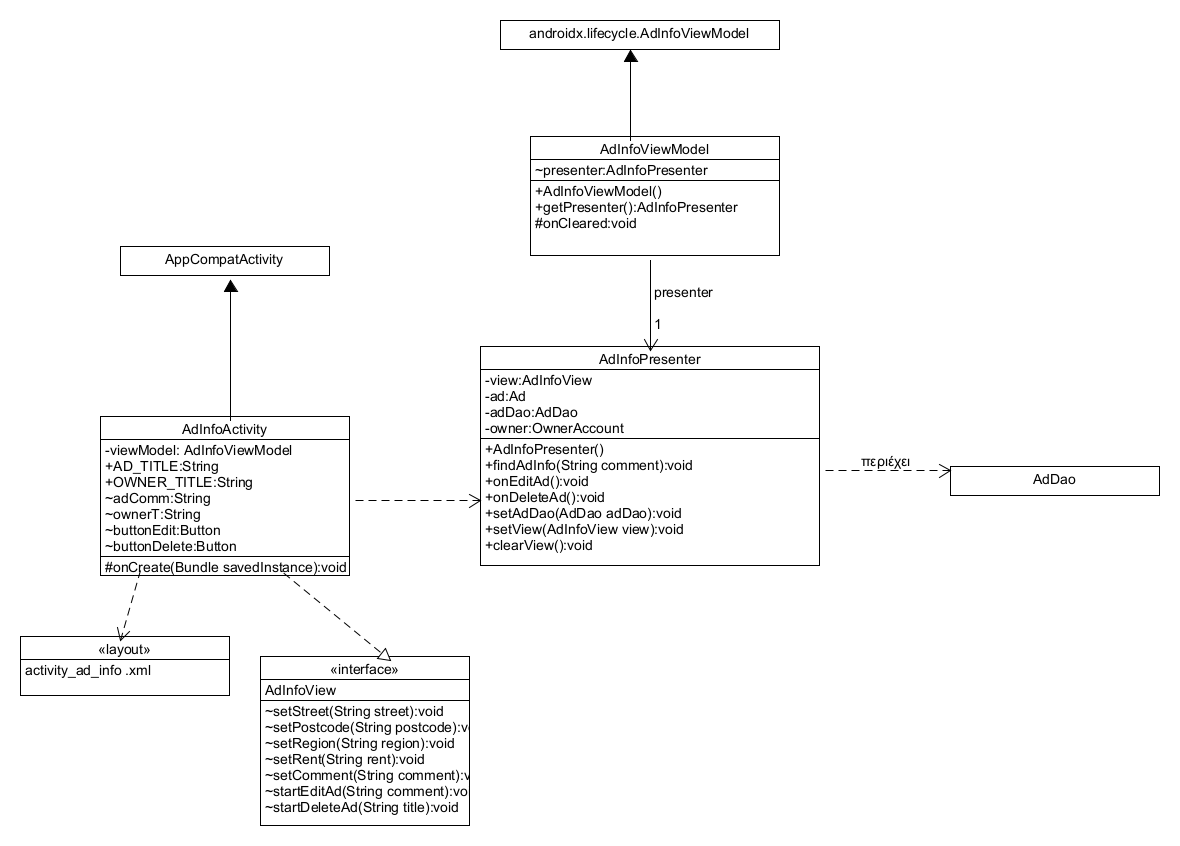 androidx.lifecycle.AdInfoViewModel
AdInfoViewModel
~presenter:AdInfoPresenter
+AdInfoViewModel()
+getPresenter():AdInfoPresenter
#onCleared:void
AppCompatActivity
presenter
1
AdInfoPresenter
-view:AdInfoView
-ad:Ad
-adDao:AdDao
-owner:OwnerAccount
+AdInfoPresenter()
+findAdInfo(String comment):void
+onEditAd():void
+onDeleteAd():void
+setAdDao(AdDao adDao):void
+setView(AdInfoView view):void
+clearView():void
περιέχει
AdDao
AdInfoActivity
-viewModel: AdInfoViewModel
+AD_TITLE:String
+OWNER_TITLE:String
~adComm:String
~ownerT:String
~buttonEdit:Button
~buttonDelete:Button
#onCreate(Bundle savedInstance):void
«layout»
activity_ad_info .xml
«interface»
AdInfoView
~setStreet(String street):void
~setPostcode(String postcode):v
~setRegion(String region):void
~setRent(String rent):void
~setComment(String comment):v
~startEditAd(String comment):vo
~startDeleteAd(String title):void